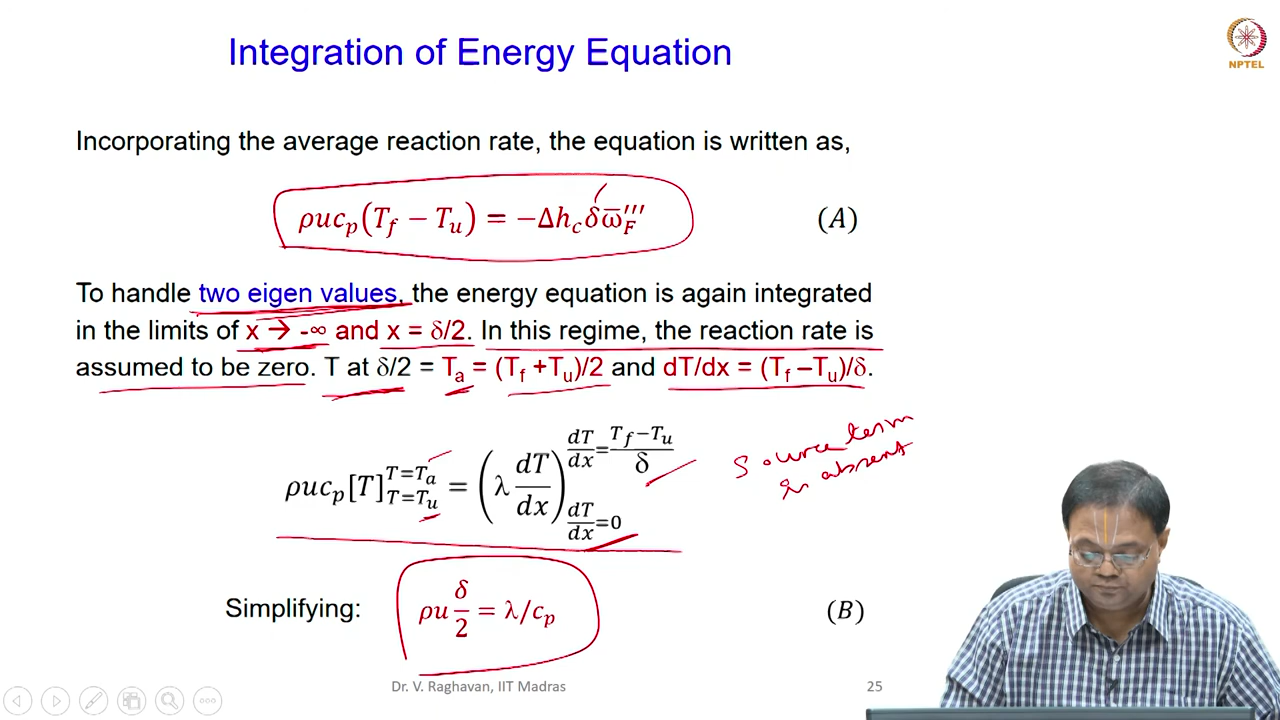 Integration of Energy Equation
NPTEL
Incorporating the average reaction rate, the equation is written as,
ρuc_p(T_f − T_u) = −Δh_c δω̅_F''' (A)
To handle two eigen values, the energy equation is again integrated
in the limits of x → -∞ and x = δ/2. In this regime, the reaction rate is
assumed to be zero. T at δ/2 = T_a = (T_f +T_u)/2 and dT/dx = (T_f –T_u)/δ.
ρuc_p[T]_{T=T_u}^{T=T_a} = (λ dT/dx)_{dT/dx=0}^{dT/dx=(T_f−T_u)/δ}
Source term
is absent
Simplifying: ρu δ/2 = λ/c_p (B)
Dr. V. Raghavan, IIT Madras 25